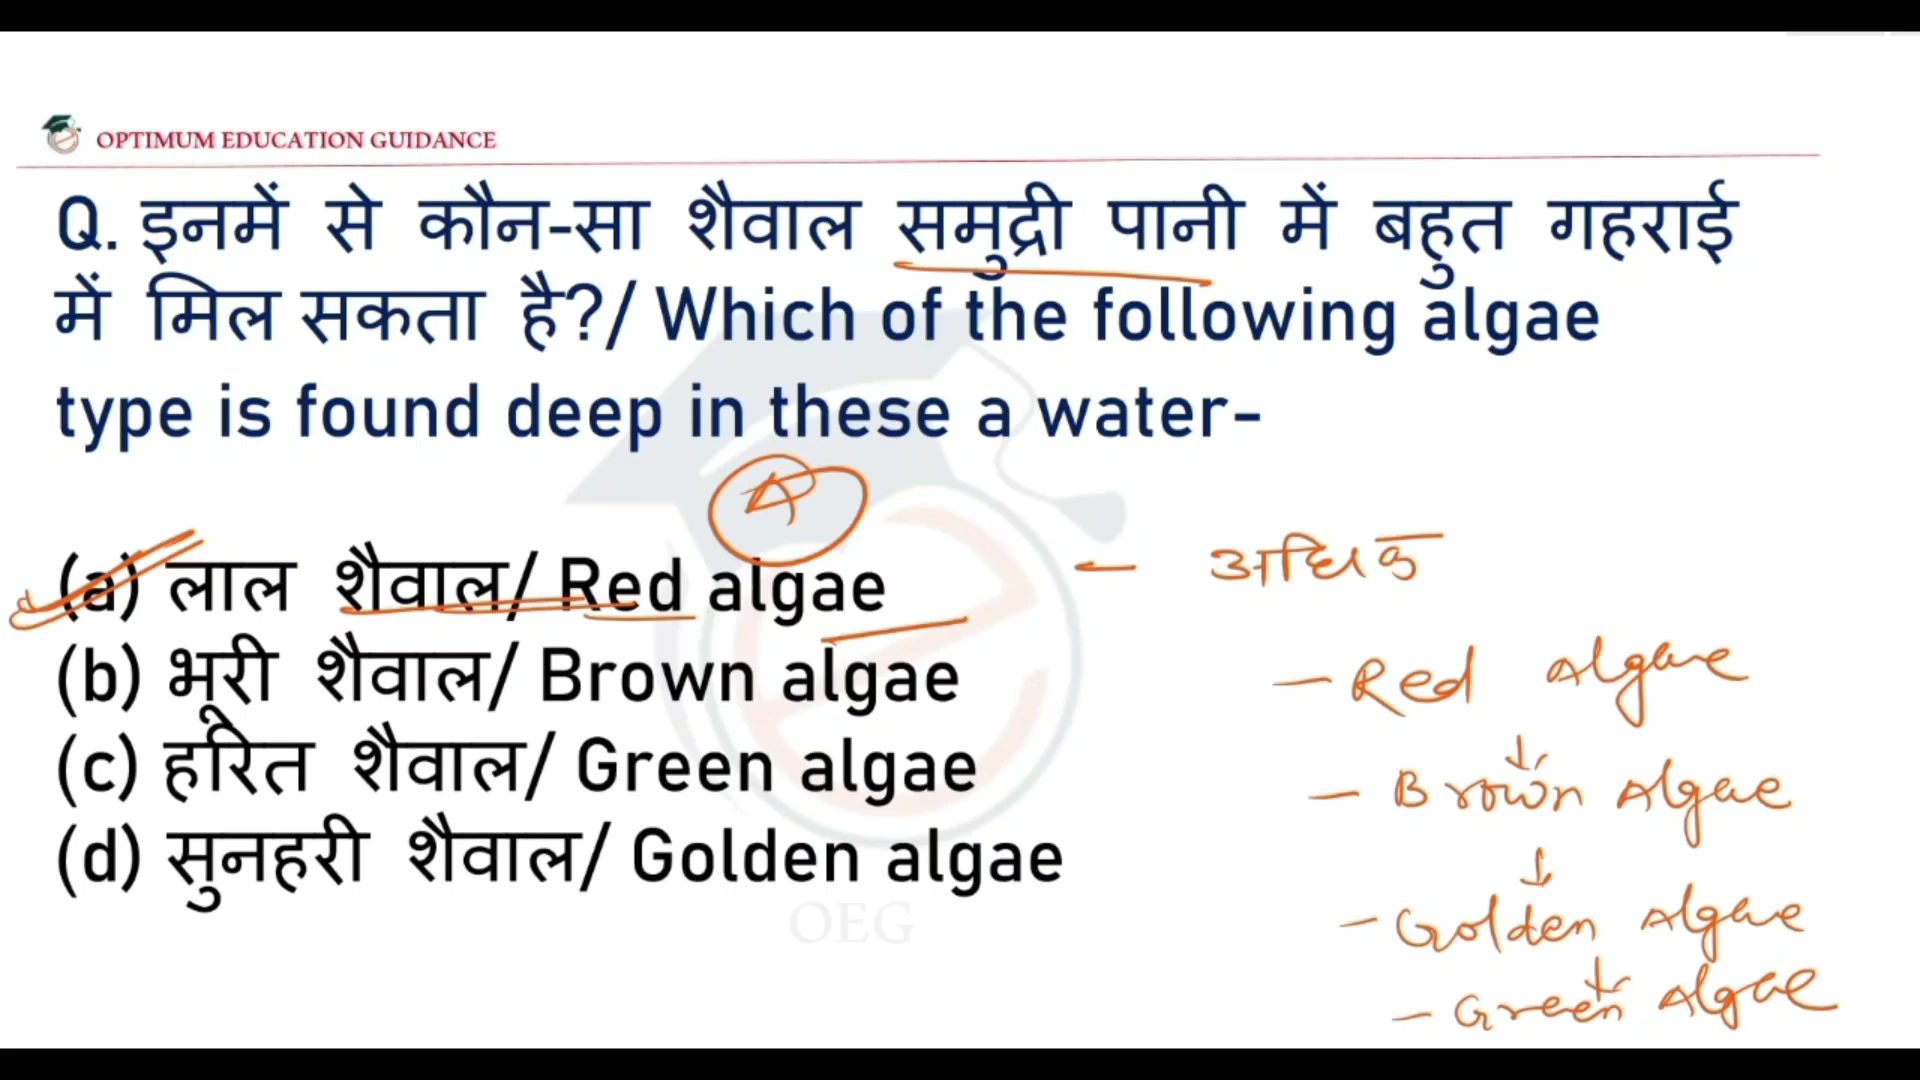 OPTIMUM EDUCATION GUIDANCE
Q. इनमें से कौन-सा शैवाल समुद्री पानी में बहुत गहराई
में मिल सकता है?/ Which of the following algae
type is found deep in these a water-
A
(a) लाल शैवाल/ Red algae
- अधिक
(b) भूरी शैवाल/ Brown algae
- Red Algae
(c) हरित शैवाल/ Green algae
- Brown Algae
(d) सुनहरी शैवाल/ Golden algae
- Golden Algae
- Green Algae
OEG